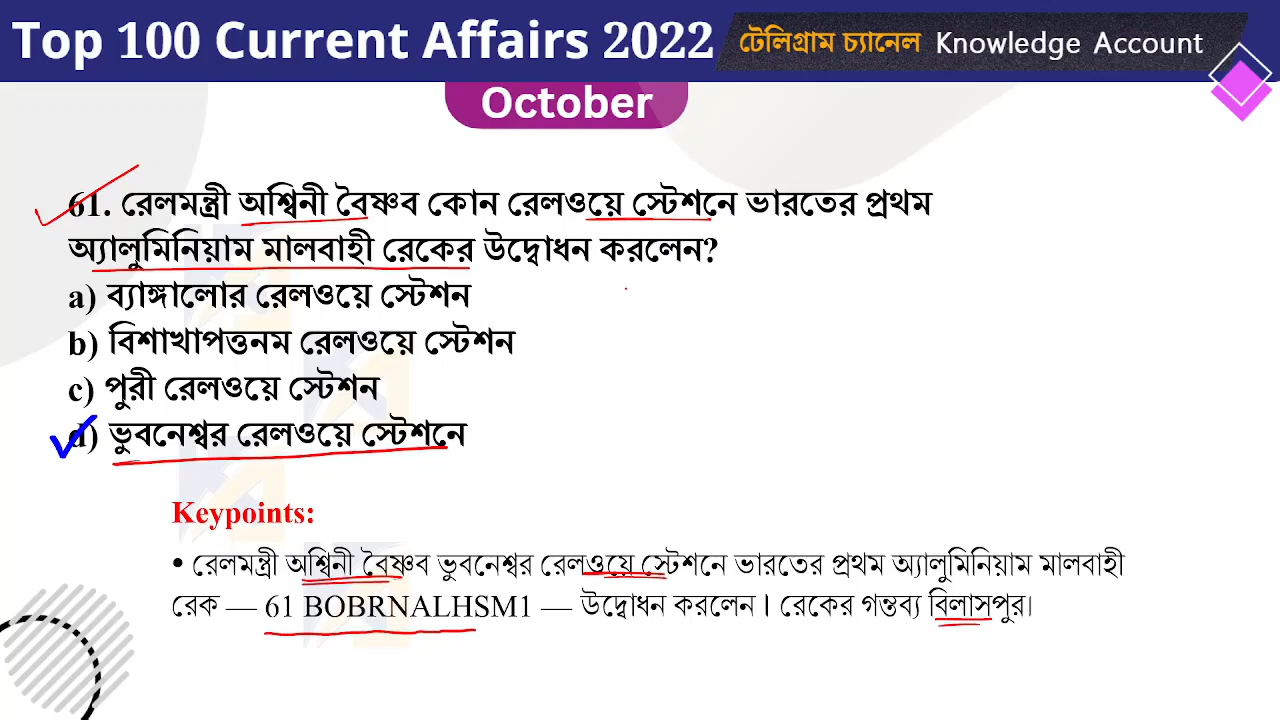 Top 100 Current Affairs 2022 টেলিগ্রাম চ্যানেল Knowledge Account
October
61. রেলমন্ত্রী অশ্বিনী বৈষ্ণব কোন রেলওয়ে স্টেশনে ভারতের প্রথম
অ্যালুমিনিয়াম মালবাহী রেকের উদ্বোধন করলেন?
a) ব্যাঙ্গালোর রেলওয়ে স্টেশন
b) বিশাখাপত্তনম রেলওয়ে স্টেশন
c) পুরী রেলওয়ে স্টেশন
d) ভুবনেশ্বর রেলওয়ে স্টেশনে
Keypoints:
• রেলমন্ত্রী অশ্বিনী বৈষ্ণব ভুবনেশ্বর রেলওয়ে স্টেশনে ভারতের প্রথম অ্যালুমিনিয়াম মালবাহী
রেক — 61 BOBRNALHSM1 — উদ্বোধন করলেন। রেকের গন্তব্য বিলাসপুর।